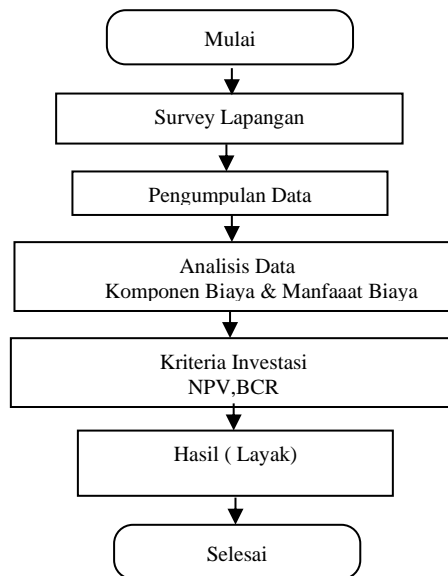 Mulai
Survey Lapangan
Pengumpulan Data
Analisis Data
Komponen Biaya & Manfaaat Biaya
Kriteria Investasi
NPV,BCR
Hasil ( Layak)
Selesai